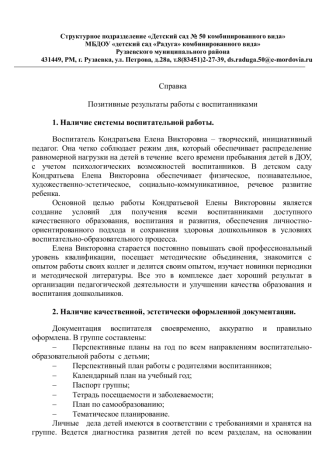 Структурное подразделение «Детский сад № 50 комбинированного вида»
МБДОУ «детский сад «Радуга» комбинированного вида»
Рузаевского муниципального района
431449, РМ, г. Рузаевка, ул. Петрова, д.28а, т.8(83451)2-27-39, ds.raduga.50@e-mordovia.ru
Справка
Позитивные результаты работы с воспитанниками
1. Наличие системы воспитательной работы.
Воспитатель Кондратьева Елена Викторовна – творческий, инициативный
педагог. Она четко соблюдает режим дня, который обеспечивает распределение
равномерной нагрузки на детей в течение всего времени пребывания детей в ДОУ,
с учетом психологических возможностей воспитанников. В детском саду
Кондратьева Елена Викторовна обеспечивает физическое, познавательное,
художественно-эстетическое, социально-коммуникативное, речевое развитие
ребенка.
Основной целью работы Кондратьевой Елены Викторовны является
создание условий для получения всеми воспитанниками доступного
качественного образования, воспитания и развития, обеспечения личностно-
ориентированного подхода и сохранения здоровья дошкольников в условиях
воспитательно-образовательного процесса.
Елена Викторовна старается постоянно повышать свой профессиональный
уровень квалификации, посещает методические объединения, знакомится с
опытом работы своих коллег и делится своим опытом, изучает новинки периодики
и методической литературы. Все это в комплексе дает хороший результат в
организации педагогической деятельности и улучшении качества образования и
воспитания дошкольников.
2. Наличие качественной, эстетически оформленной документации.
Документация воспитателя своевременно, аккуратно и правильно
оформлена. В группе составлены:
– Перспективные планы на год по всем направлениям воспитательно-
образовательной работы с детьми;
– Перспективный план работы с родителями воспитанников;
– Календарный план на учебный год;
– Паспорт группы;
– Тетрадь посещаемости и заболеваемости;
– План по самообразованию;
– Тематическое планирование.
Личные дела детей имеются в соответствии с требованиями и хранятся на
группе. Ведется диагностика развития детей по всем разделам, на основании